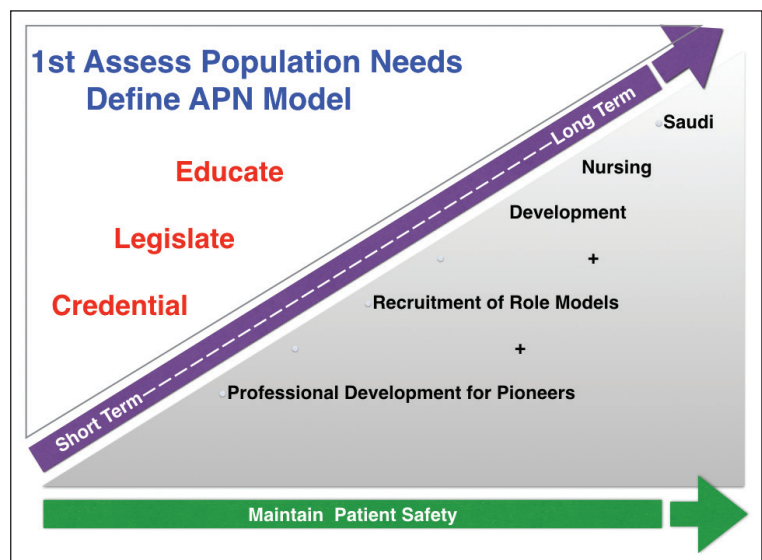 1st Assess Population Needs
Define APN Model
Educate
Legislate
Credential
Short Term
Long Term
Saudi
Nursing
Development
+
Recruitment of Role Models
+
Professional Development for Pioneers
Maintain Patient Safety